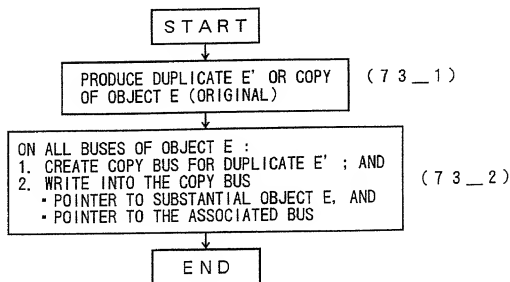 START
PRODUCE DUPLICATE E' OR COPY (73_1)
OF OBJECT E (ORIGINAL)
ON ALL BUSES OF OBJECT E :
1. CREATE COPY BUS FOR DUPLICATE E' ; AND
2. WRITE INTO THE COPY BUS (73_2)
▪ POINTER TO SUBSTANTIAL OBJECT E, AND
▪ POINTER TO THE ASSOCIATED BUS
END